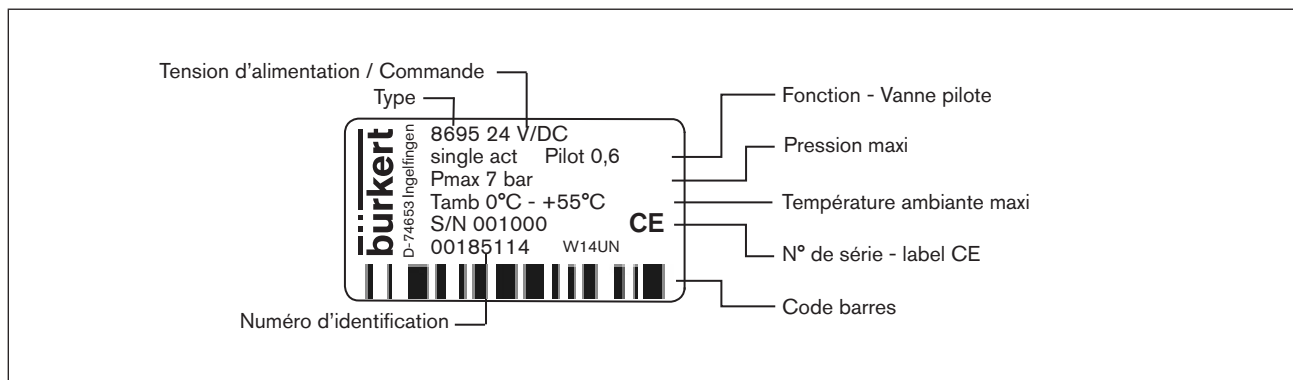 Tension d'alimentation / Commande
Type
Fonction - Vanne pilote
Pression maxi
Température ambiante maxi
N° de série - label CE
Code barres
Numéro d'identification
bürkert
D-74653 Ingelfingen
8695 24 V/DC
single act Pilot 0,6
Pmax 7 bar
Tamb 0°C - +55°C
S/N 001000 CE
00185114 W14UN